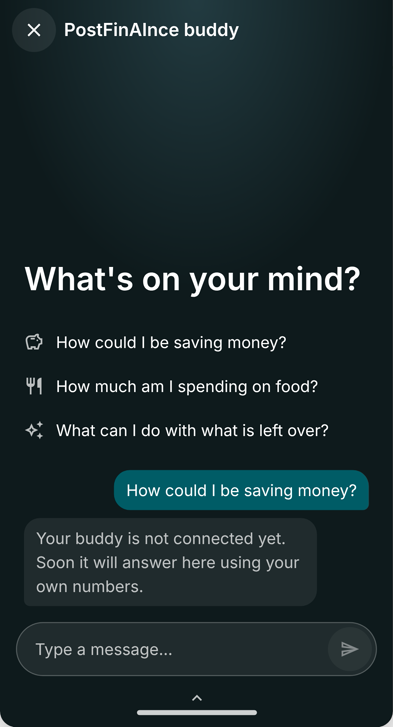 PostFinAInce buddy
What's on your mind?
How could I be saving money?
How much am I spending on food?
What can I do with what is left over?
How could I be saving money?
Your buddy is not connected yet.
Soon it will answer here using your
own numbers.
Type a message...